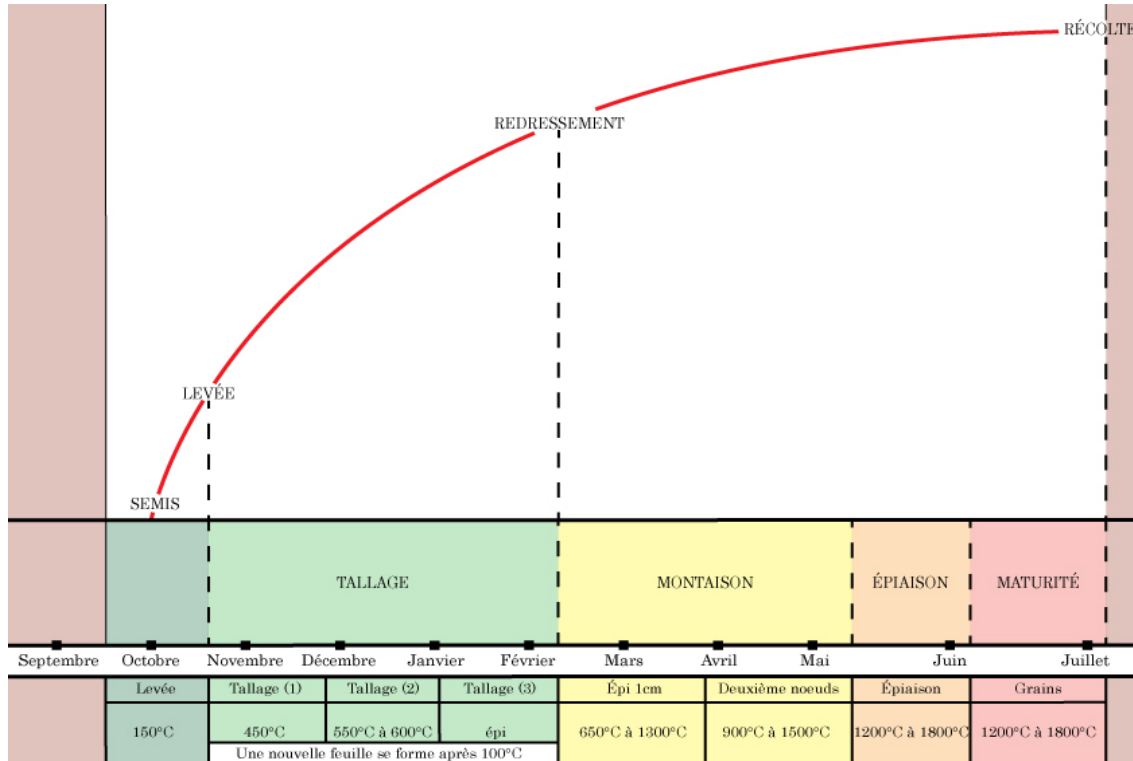 RÉCOLTE
REDRESSEMENT
LEVÉE
SEMIS
TALLAGE MONTAISON ÉPIAISON MATURITÉ
Septembre Octobre Novembre Décembre Janvier Février Mars Avril Mai Juin Juillet
Levée Tallage (1) Tallage (2) Tallage (3) Épi 1cm Deuxième noeuds Épiaison Grains
150°C 450°C 550°C à 600°C épi 650°C à 1300°C 900°C à 1500°C 1200°C à 1800°C 1200°C à 1800°C
Une nouvelle feuille se forme après 100°C